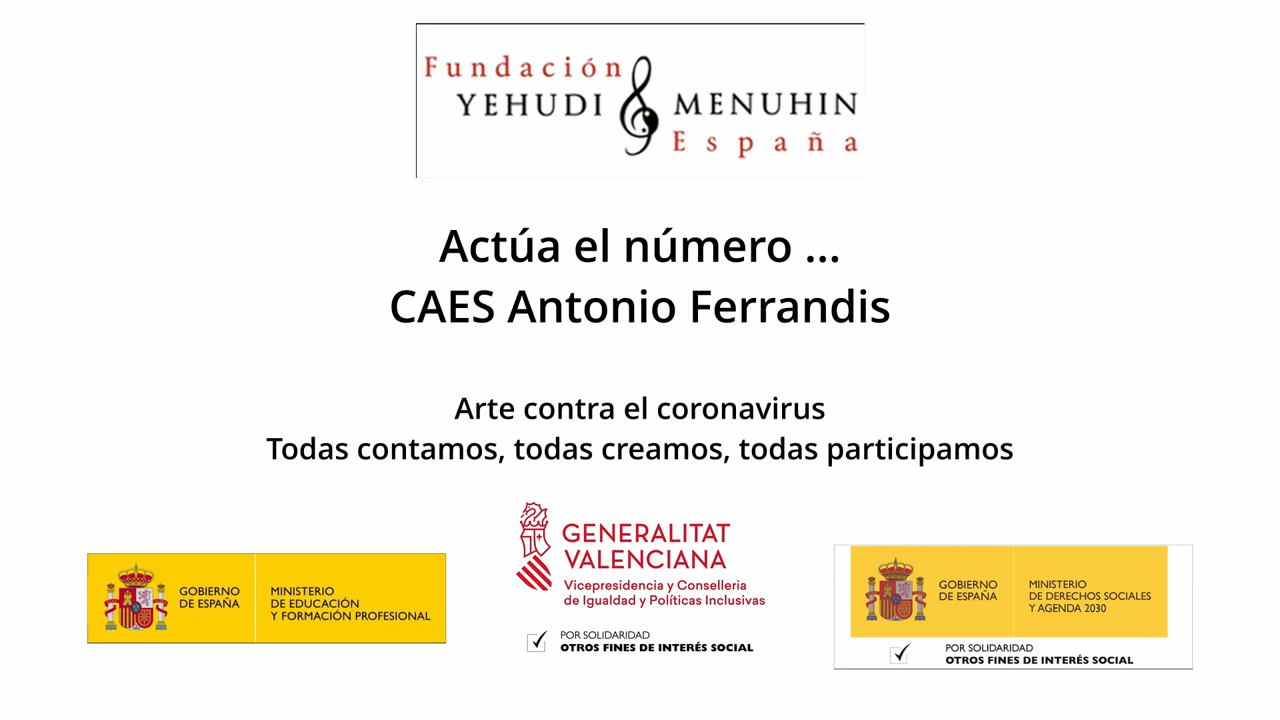 Fundación
YEHUDI MENUHIN
España
Actúa el número ...
CAES Antonio Ferrandis
Arte contra el coronavirus
Todas contamos, todas creamos, todas participamos
GOBIERNO
DE ESPAÑA
MINISTERIO
DE EDUCACIÓN
Y FORMACIÓN PROFESIONAL
GENERALITAT
VALENCIANA
Vicepresidencia y Conselleria
de Igualdad y Políticas Inclusivas
POR SOLIDARIDAD
OTROS FINES DE INTERÉS SOCIAL
GOBIERNO
DE ESPAÑA
MINISTERIO
DE DERECHOS SOCIALES
Y AGENDA 2030
POR SOLIDARIDAD
OTROS FINES DE INTERÉS SOCIAL